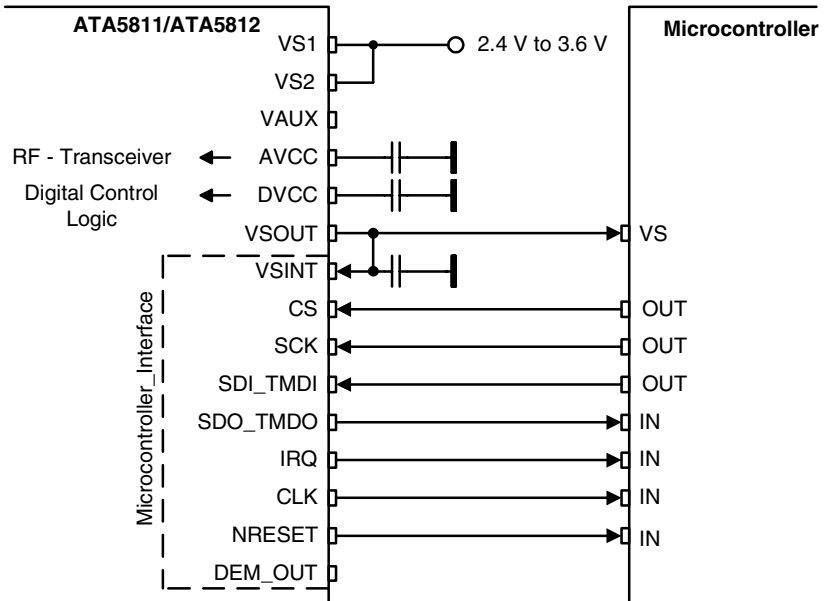 ATA5811/ATA5812
Microcontroller
VS1
2.4 V to 3.6 V
VS2
VAUX
RF - Transceiver
AVCC
Digital Control
Logic
DVCC
VSOUT
VS
VSINT
CS
OUT
SCK
OUT
SDI_TMDI
OUT
SDO_TMDO
IN
IRQ
IN
CLK
IN
NRESET
IN
DEM_OUT
Microcontroller_Interface